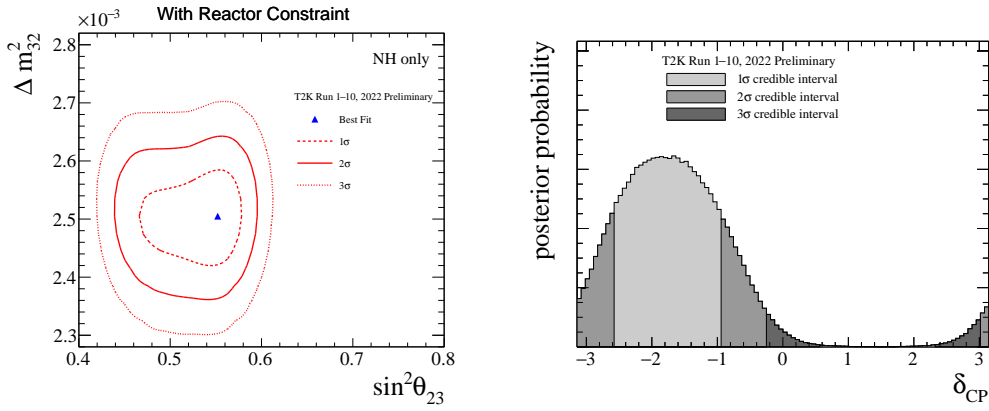 With Reactor Constraint
×10⁻³
Δ m²₃₂
2.8
2.7
2.6
2.5
2.4
2.3
0.4
0.5
0.6
0.7
0.8
sin²θ₂₃
NH only
T2K Run 1–10, 2022 Preliminary
Best Fit
1σ
2σ
3σ
posterior probability
T2K Run 1–10, 2022 Preliminary
1σ credible interval
2σ credible interval
3σ credible interval
−3
−2
−1
0
1
2
3
δCP